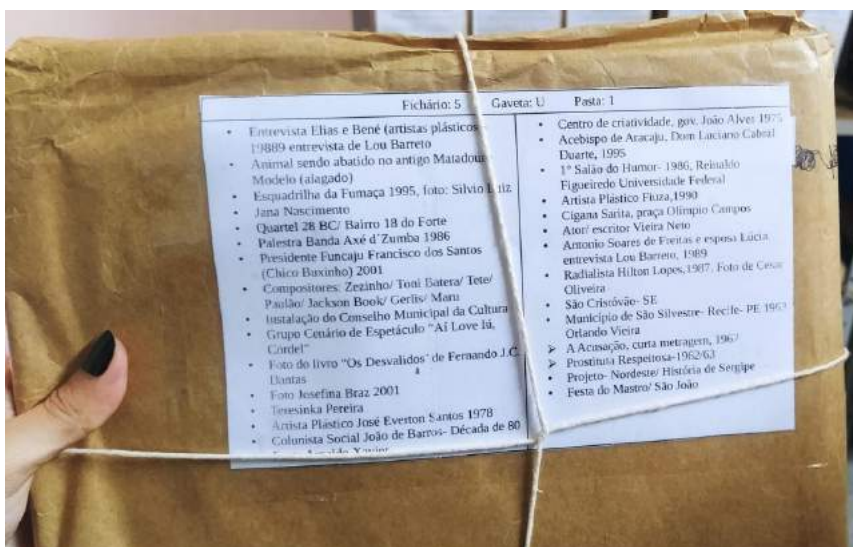 Fichário: 5 Gaveta: U Pasta: 1
• Entrevista Elias e Bené (artistas plásticos
19889 entrevista de Lou Barreto
• Animal sendo abatido no antigo Matadouro
Modelo (alagado)
• Esquadrilha da Fumaça 1995, foto: Silvio Luiz
• Jana Nascimento
• Quartel 28 BC/ Bairro 18 do Forte
• Palestra Banda Axé d´Zumba 1986
• Presidente Funcaju Francisco dos Santos
(Chico Buxinho) 2001
• Compositores: Zezinho/ Toni Batera/ Tete/
Paulão/ Jackson Book/ Gerlis/ Maru
• Instalação do Conselho Municipal da Cultura
• Grupo Cenário de Espetáculo "Aí Love Iú,
Cordel"
• Foto do livro "Os Desvalidos" de Fernando J.C
Dantas
• Foto Josefina Braz 2001
• Teresinka Pereira
• Artista Plástico José Everton Santos 1978
• Colunista Social João de Barros- Década de 80
Xavier
• Centro de criatividade, gov. João Alves 1975
• Acebispo de Aracaju, Dom Luciano Cabral
Duarte, 1995
• 1º Salão do Humor- 1986, Reinaldo
Figueiredo Universidade Federal
• Artista Plástico Fiuza,1990
• Cigana Sarita, praça Olimpio Campos
• Ator/ escritor Vieira Neto
• Antonio Soares de Freitas e esposa Lúcia
entrevista Lou Barreto, 1989
• Radialista Hilton Lopes,1987. Foto de César
Oliveira
• São Cristóvão- SE
• Município de São Silvestre- Recife- PE 1963
Orlando Vieira
➢ A Acusação, curta metragem, 1967
➢ Prostituta Respeitosa-1962/63
• Projeto- Nordeste/ História de Sergipe
• Festa do Mastro/ São João